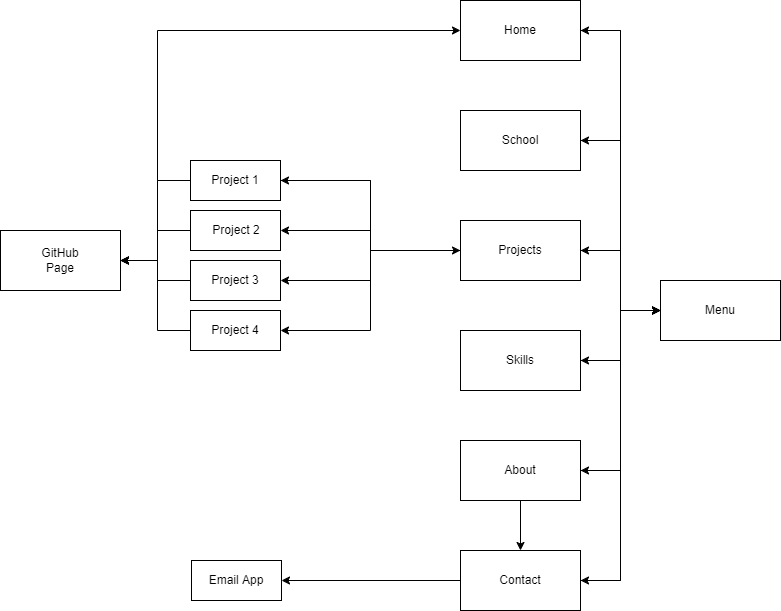 Home
School
Project 1
Project 2
GitHub
Page
Projects
Project 3
Menu
Project 4
Skills
About
Email App
Contact